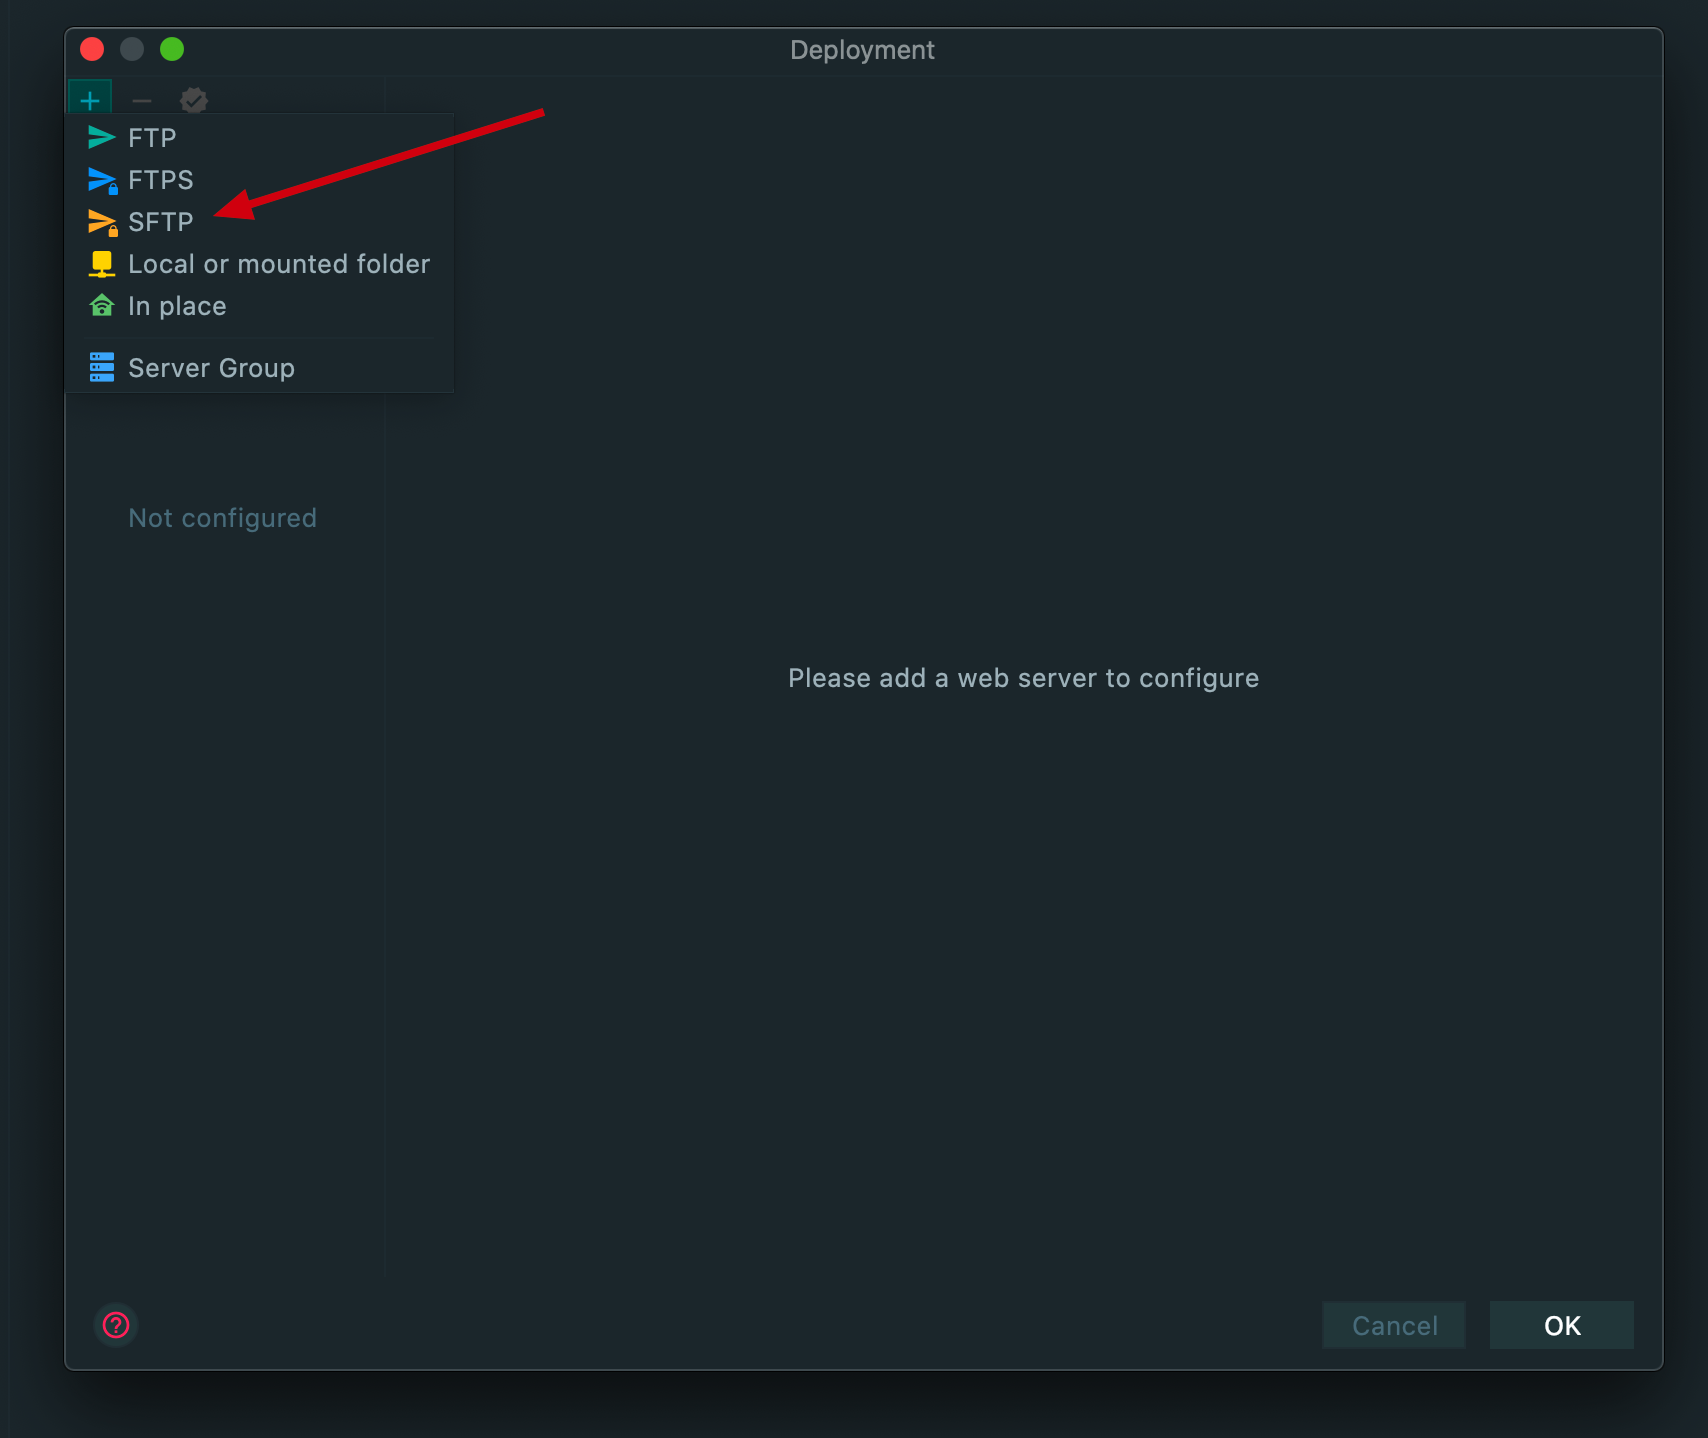 Deployment
FTP
FTPS
SFTP
Local or mounted folder
In place
Server Group
Not configured
Please add a web server to configure
?
Cancel
OK